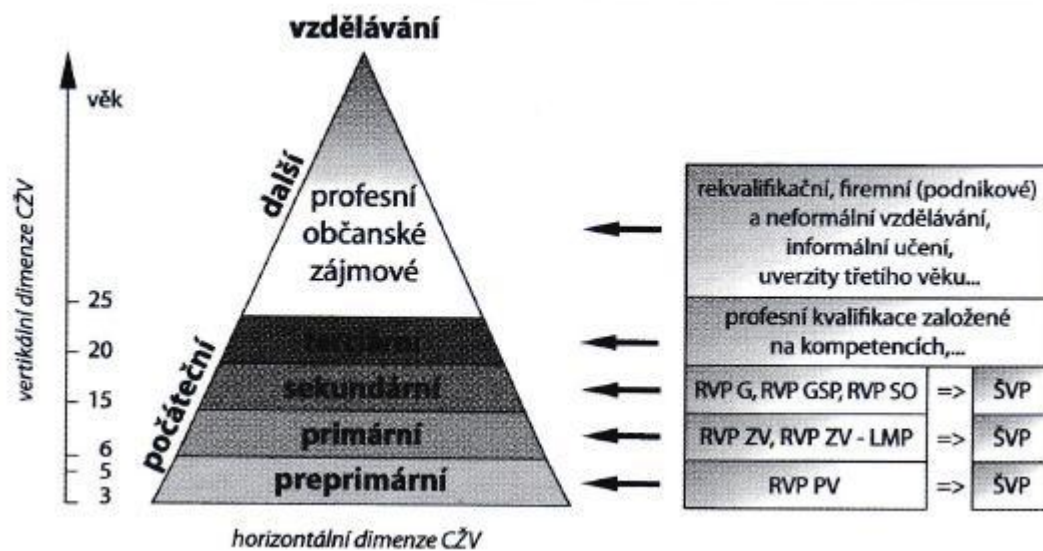 vzdělávání
věk
vertikální dimenze CŽV
25
20
15
6
5
3
další
počáteční
profesní
občanské
zájmové
terciární
sekundární
primární
preprimární
horizontální dimenze CŽV
rekvalifikační, firemní (podnikové)
a neformální vzdělávání,
informální učení,
uverzity třetího věku...
profesní kvalifikace založené
na kompetencích,...
RVP G, RVP GSP, RVP SO => ŠVP
RVP ZV, RVP ZV - LMP => ŠVP
RVP PV => ŠVP